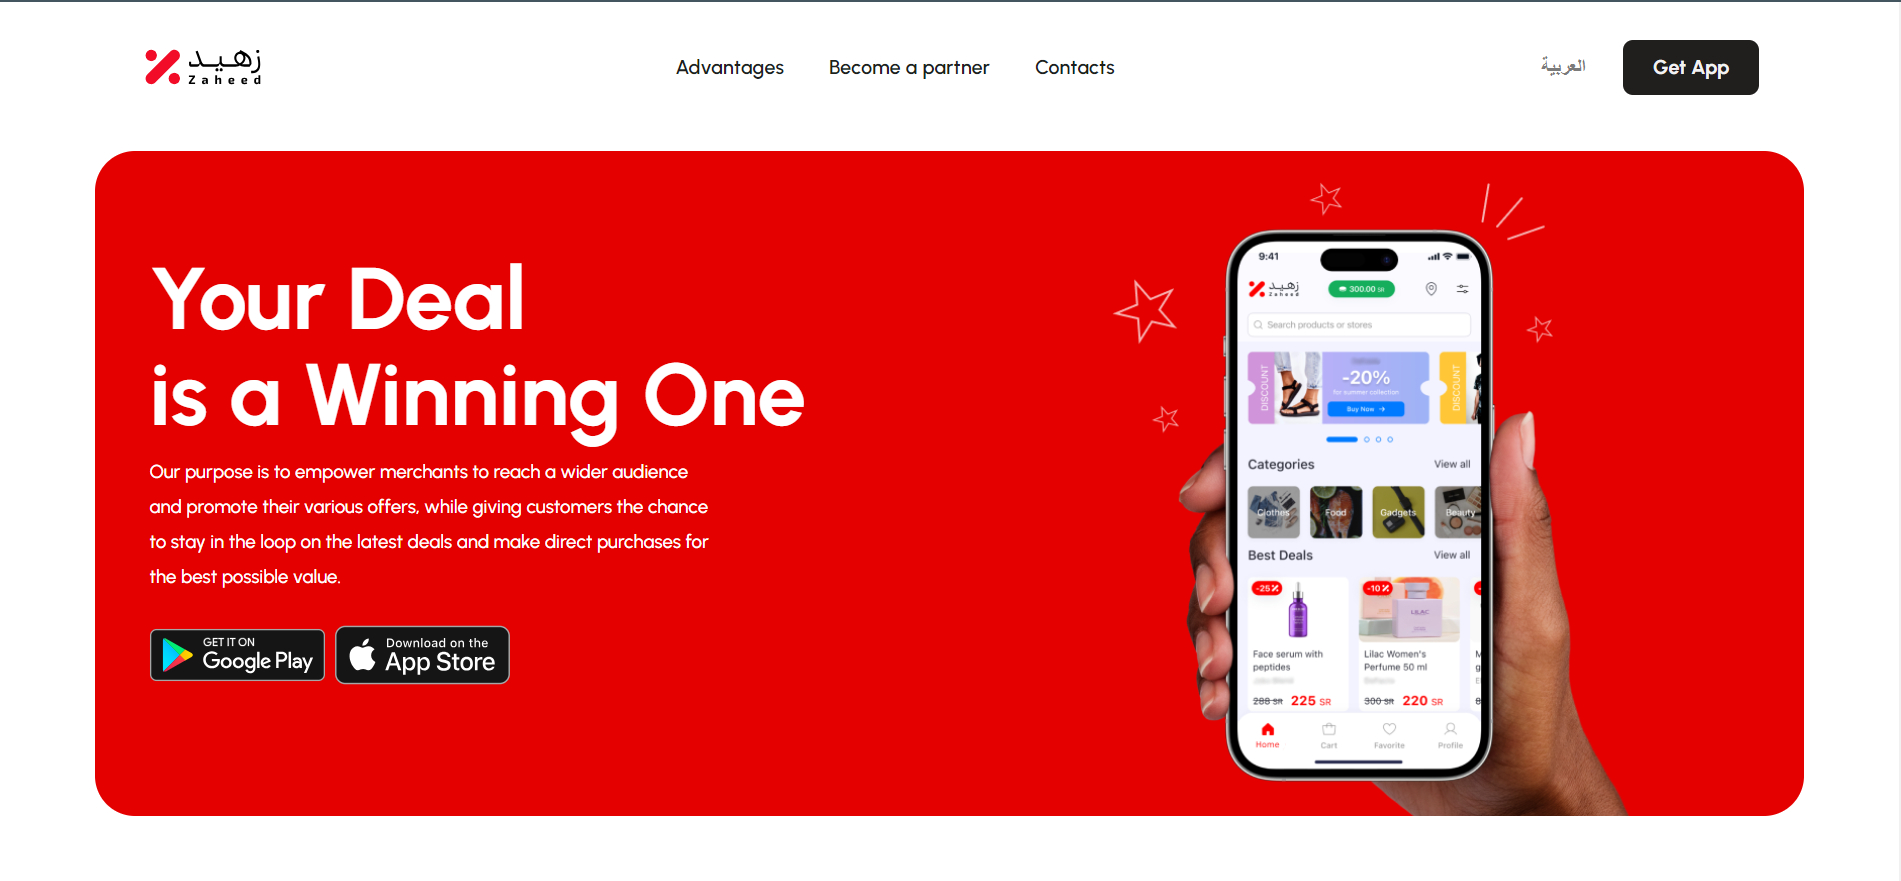 زهيد
Zaheed
Advantages
Become a partner
Contacts
العربية
Get App
Your Deal
is a Winning One
Our purpose is to empower merchants to reach a wider audience
and promote their various offers, while giving customers the chance
to stay in the loop on the latest deals and make direct purchases for
the best possible value.
GET IT ON
Google Play
Download on the
App Store
9:41
زهيد
Zaheed
300.00 SR
Search products or stores
DISCOUNT
-20%
for summer collection
Buy Now →
DISCOUNT
Categories
View all
Clothes
Food
Gadgets
Beauty
Best Deals
View all
-25%
-10%
LILAC
Face serum with
peptides
Lilac Women's
Perfume 50 ml
288 SR 225 SR
300 SR 220 SR
Home
Cart
Favorite
Profile